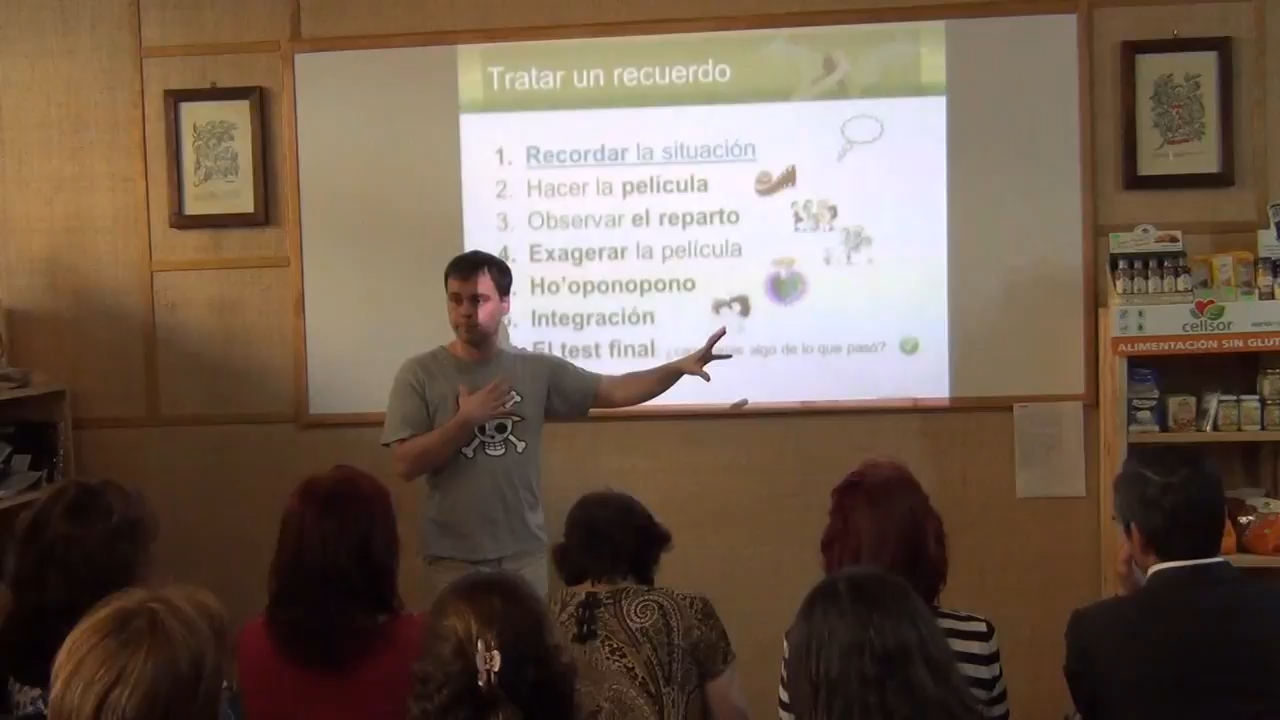 Tratar un recuerdo
1. Recordar la situación
2. Hacer la película
3. Observar el reparto
4. Exagerar la película
Ho'oponopono
Integración
El test final
algo de lo que pasó?
celisor
ALIMENTACIÓN SIN GLUT